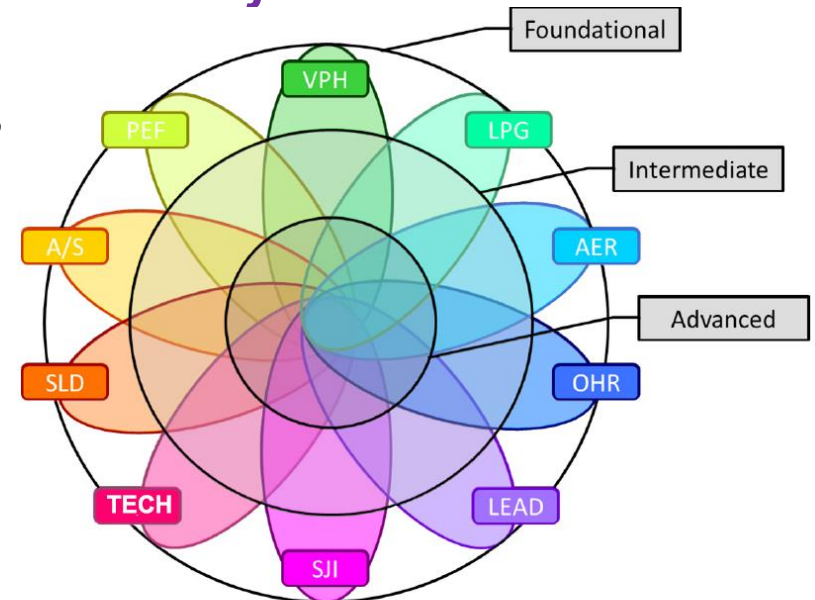 Foundational
VPH
PEF
LPG
Intermediate
A/S
AER
Advanced
SLD
OHR
TECH
LEAD
SJI